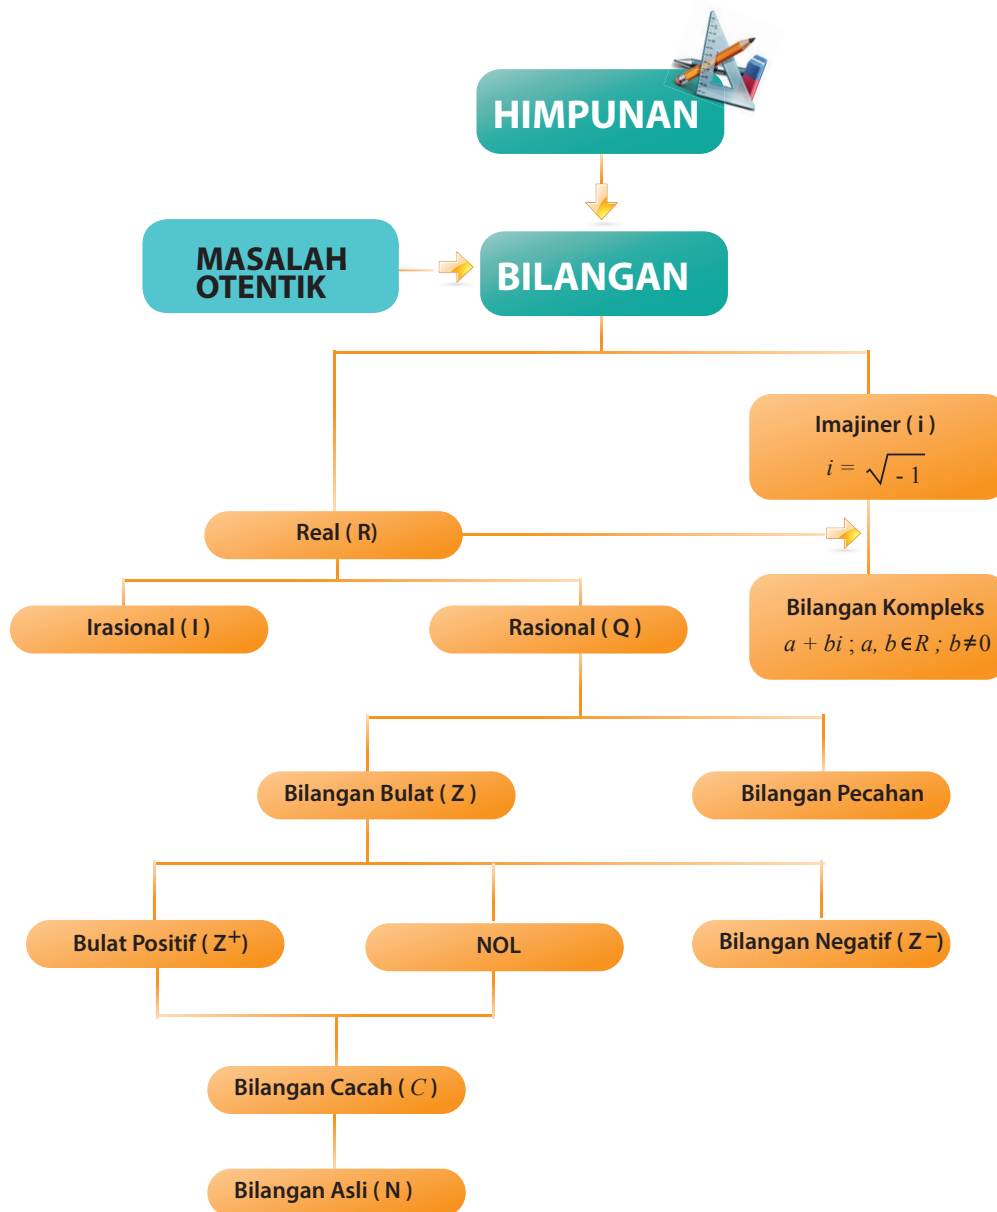 HIMPUNAN
MASALAH
OTENTIK
BILANGAN
Imajiner ( i )
i = √-1
Real ( R)
Irasional ( I )
Rasional ( Q )
Bilangan Kompleks
a + bi ; a, b ∈ R ; b ≠ 0
Bilangan Bulat ( Z )
Bilangan Pecahan
Bulat Positif ( Z⁺)
NOL
Bilangan Negatif ( Z⁻)
Bilangan Cacah ( C )
Bilangan Asli ( N )